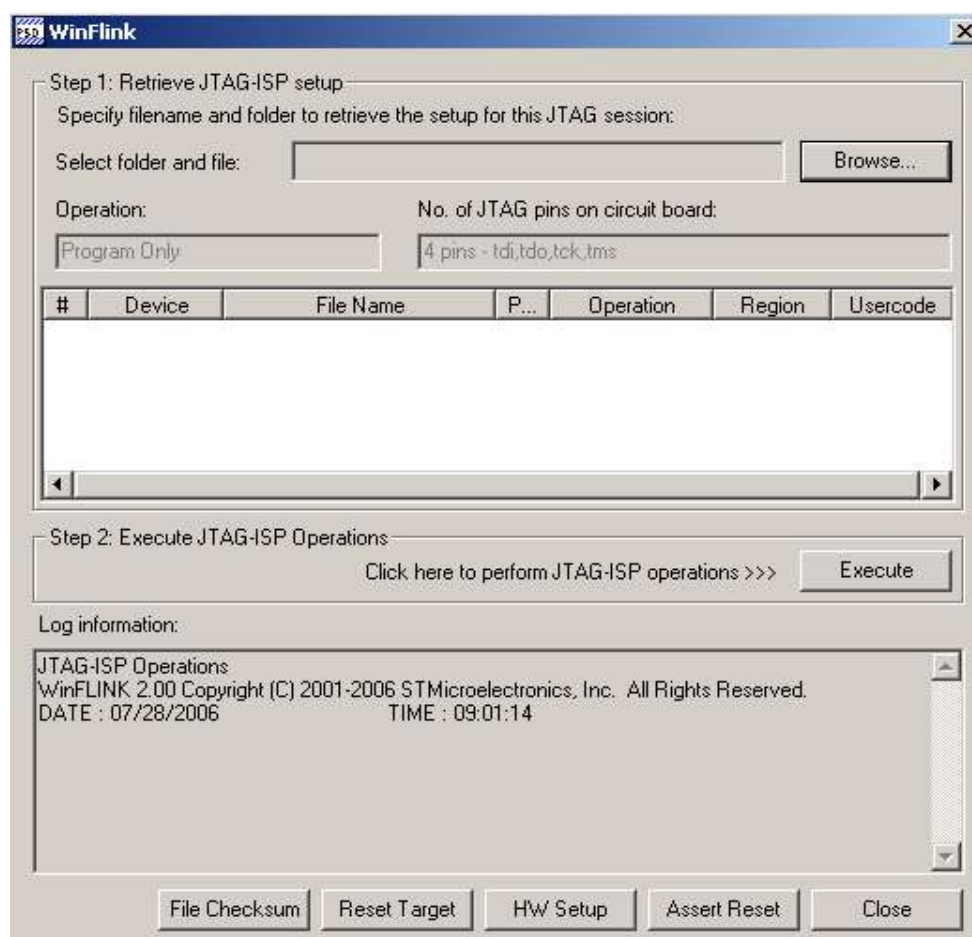 PSD WinFlink
Step 1: Retrieve JTAG-ISP setup
Specify filename and folder to retrieve the setup for this JTAG session:
Select folder and file:
Browse...
Operation: No. of JTAG pins on circuit board:
Program Only 4 pins - tdi,tdo,tck,tms
# Device File Name P... Operation Region Usercode
Step 2: Execute JTAG-ISP Operations
Click here to perform JTAG-ISP operations >>> Execute
Log information:
JTAG-ISP Operations
WinFLINK 2.00 Copyright (C) 2001-2006 STMicroelectronics, Inc. All Rights Reserved.
DATE : 07/28/2006 TIME : 09:01:14
File Checksum Reset Target HW Setup Assert Reset Close